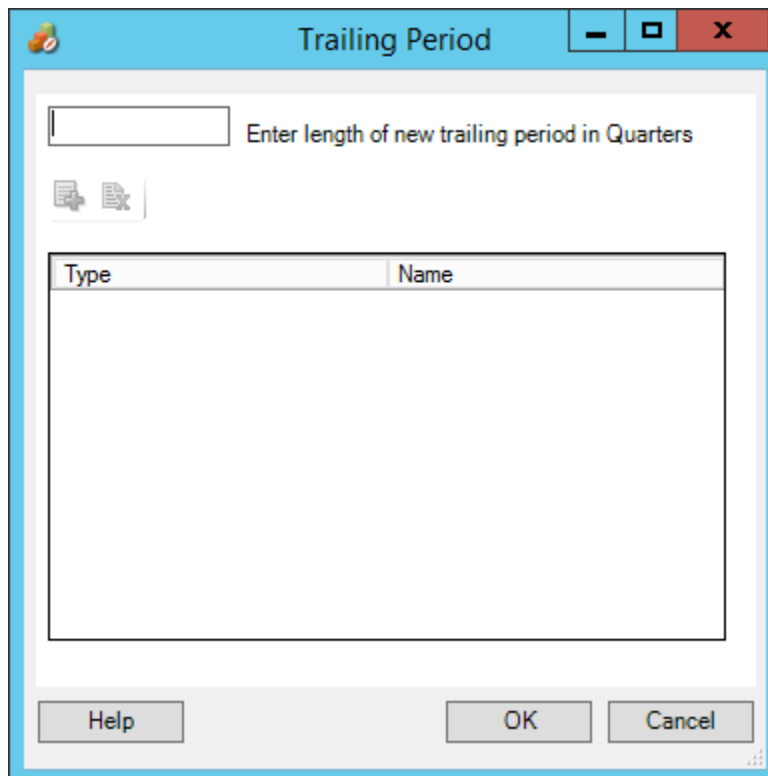 Trailing Period
Enter length of new trailing period in Quarters
Type Name
Help OK Cancel